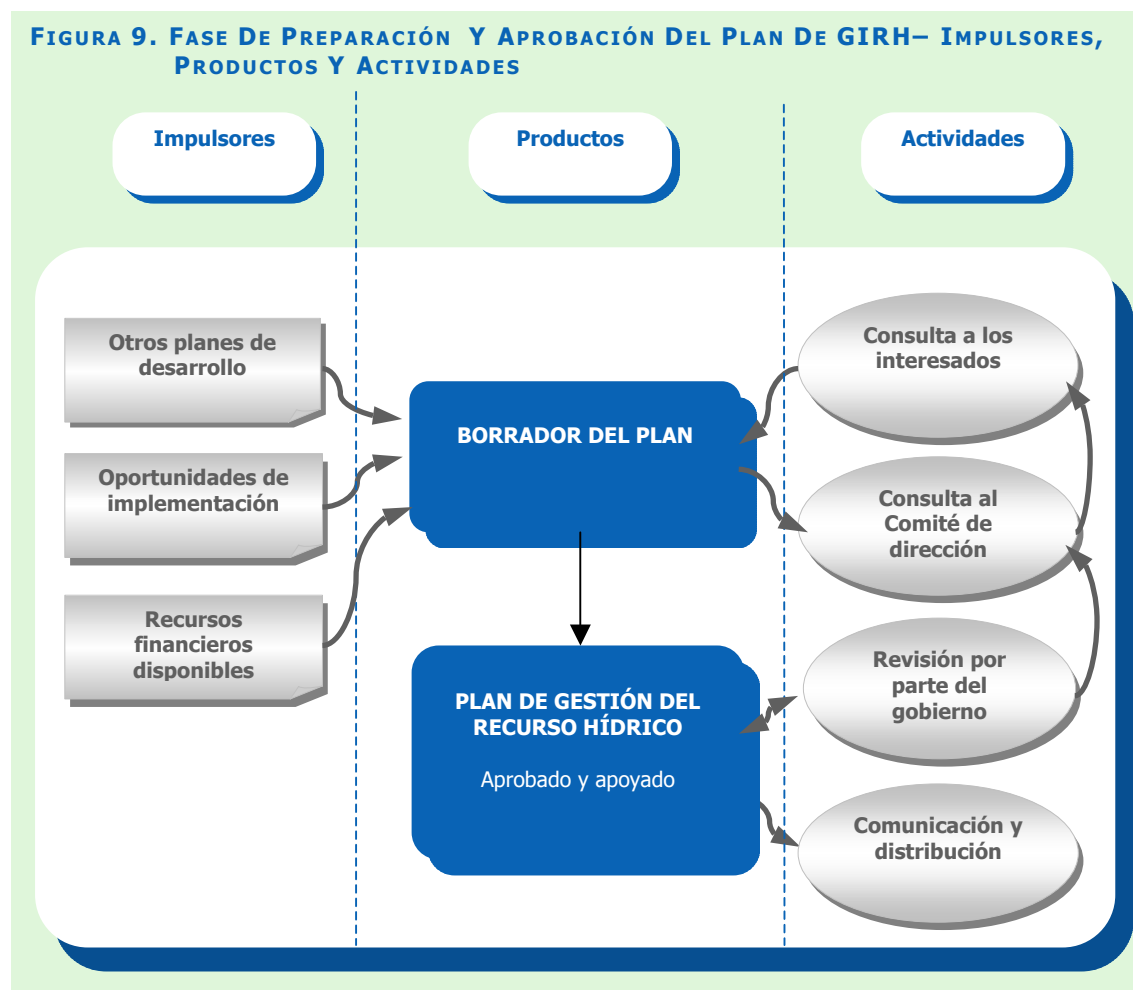 FIGURA 9. FASE DE PREPARACIÓN Y APROBACIÓN DEL PLAN DE GIRH– IMPULSORES,
PRODUCTOS Y ACTIVIDADES
Impulsores
Productos
Actividades
Otros planes de
desarrollo
Oportunidades de
implementación
Recursos
financieros
disponibles
BORRADOR DEL PLAN
PLAN DE GESTIÓN DEL
RECURSO HÍDRICO
Aprobado y apoyado
Consulta a los
interesados
Consulta al
Comité de
dirección
Revisión por
parte del
gobierno
Comunicación y
distribución